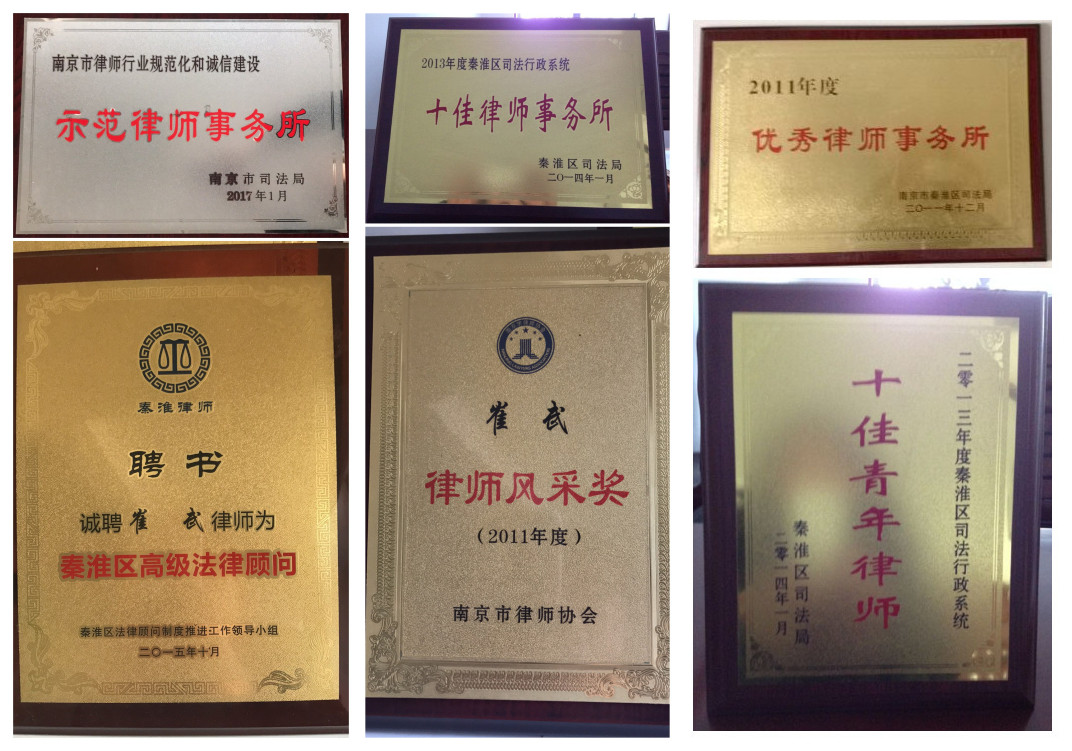 南京市律师行业规范化和诚信建设
示范律师事务所
南京市司法局
2017年1月
2013年度秦淮区司法行政系统
十佳律师事务所
秦淮区司法局
二〇一四年一月
2011年度
优秀律师事务所
南京市秦淮区司法局
二〇一一年十二月
秦淮律师
聘书
诚聘崔 武律师为
秦淮区高级法律顾问
秦淮区法律顾问制度推进工作领导小组
二〇一五年十月
崔 武
律师风采奖
(2011年度)
南京市律师协会
二零一三年度秦淮区司法行政系统
十佳青年律师
秦淮区司法局
二零一四年一月